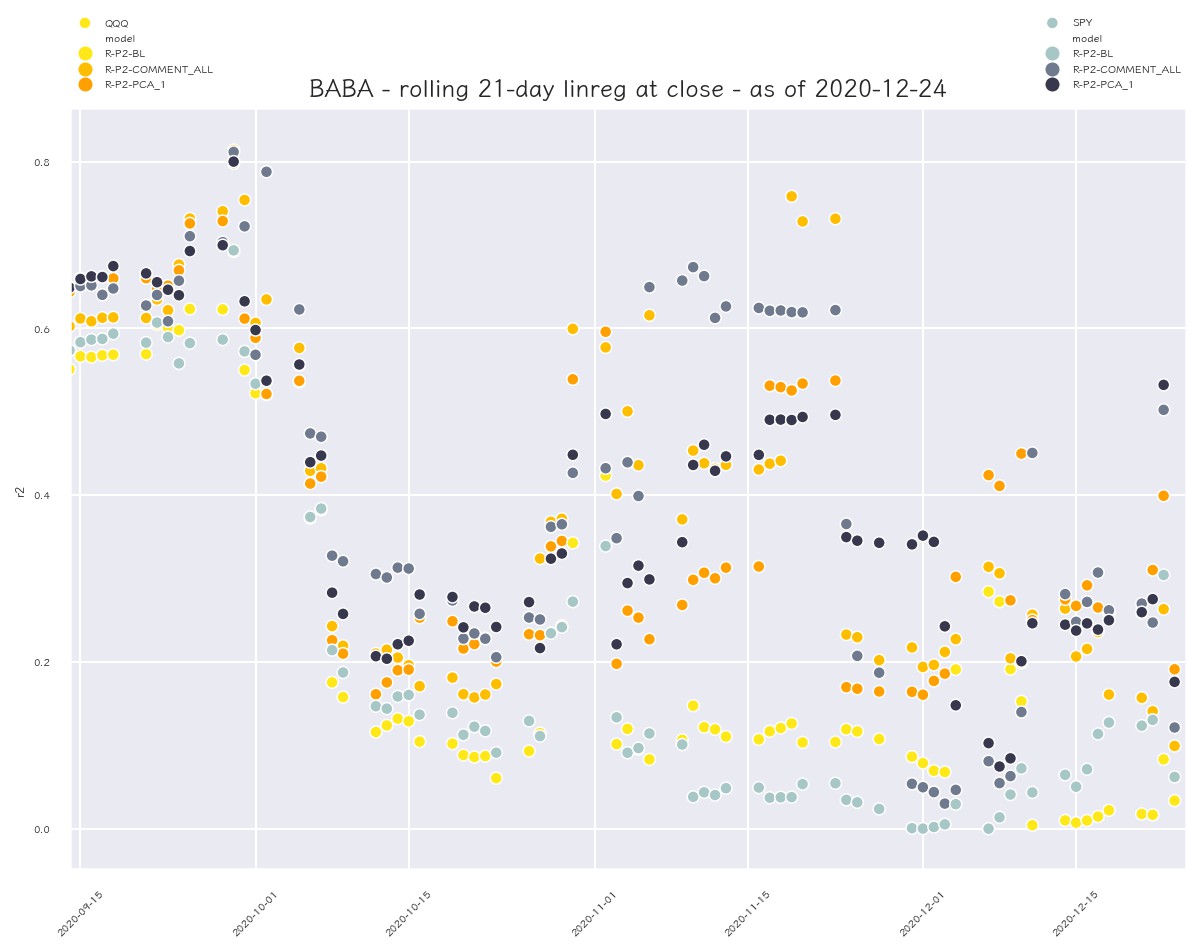 QQQ
model
R-P2-BL
R-P2-COMMENT_ALL
R-P2-PCA_1
SPY
model
R-P2-BL
R-P2-COMMENT_ALL
R-P2-PCA_1
BABA - rolling 21-day linreg at close - as of 2020-12-24
0.8
0.6
r2
0.4
0.2
0.0
2020-09-15
2020-10-01
2020-10-15
2020-11-01
2020-11-15
2020-12-01
2020-12-15